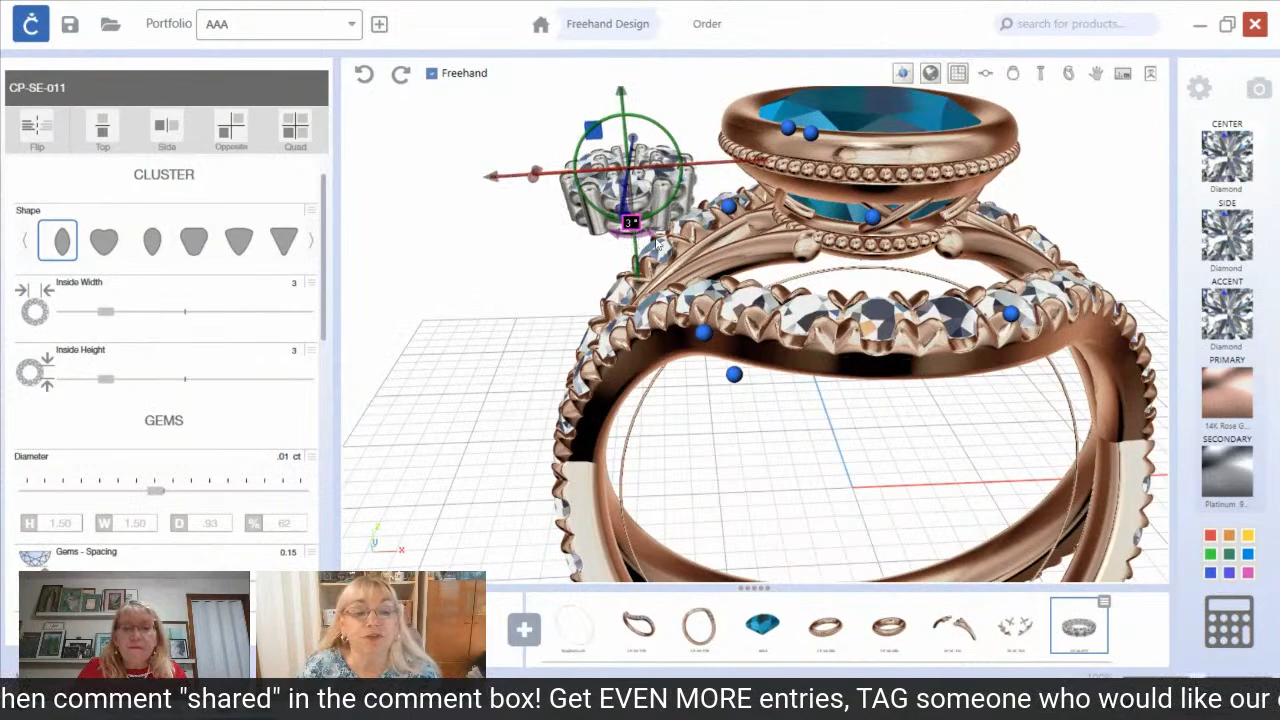 Č
Portfolio
AAA
Freehand Design
Order
search for products...
CP-SE-011
Freehand
Flip
Top
Side
Opposite
Quad
CLUSTER
Shape
Inside Width
3
Inside Height
3
GEMS
Diameter
.01 ct
H 1.50
W 1.50
D .93
% 62
Gems - Spacing
0.15
3 °
x
CENTER
Diamond
SIDE
Diamond
ACCENT
Diamond
PRIMARY
14K Rose G...
SECONDARY
Platinum 9...
hen comment "shared" in the comment box! Get EVEN MORE entries, TAG someone who would like our